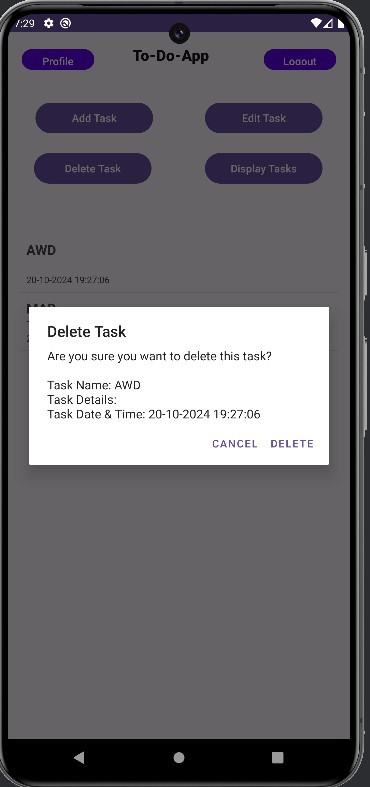 7:29
To-Do-App
Profile
Logout
Add Task
Edit Task
Delete Task
Display Tasks
AWD
20-10-2024 19:27:06
Delete Task
Are you sure you want to delete this task?
Task Name: AWD
Task Details:
Task Date & Time: 20-10-2024 19:27:06
CANCEL
DELETE